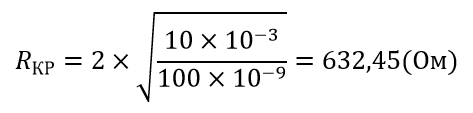 R_КР = 2 × √((10 × 10⁻³)/(100 × 10⁻⁹)) = 632,45(Ом)